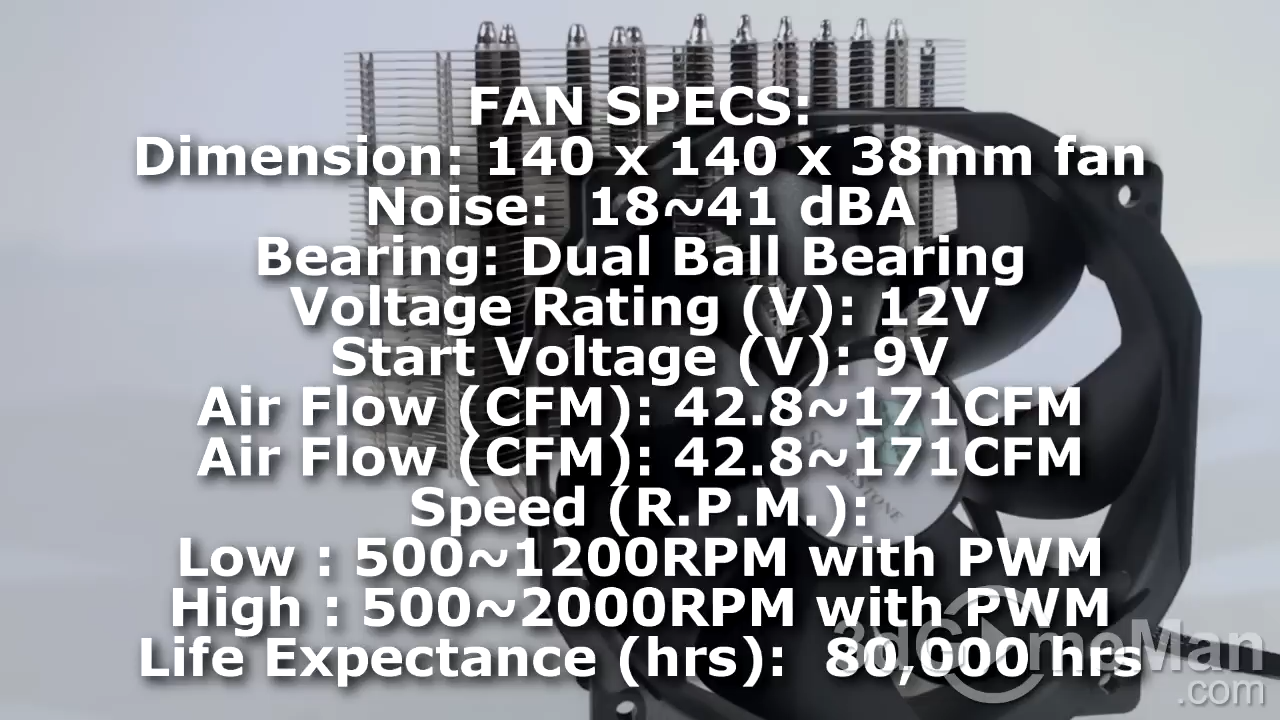 FAN SPECS:
Dimension: 140 x 140 x 38mm fan
Noise:  18~41 dBA
Bearing: Dual Ball Bearing
Voltage Rating (V): 12V
Start Voltage (V): 9V
Air Flow (CFM): 42.8~171CFM
Air Flow (CFM): 42.8~171CFM
SILVERSTONE
Speed (R.P.M.):
Low : 500~1200RPM with PWM
High : 500~2000RPM with PWM
Life Expectance (hrs):  80,000 hrs
3dGameMan
.com